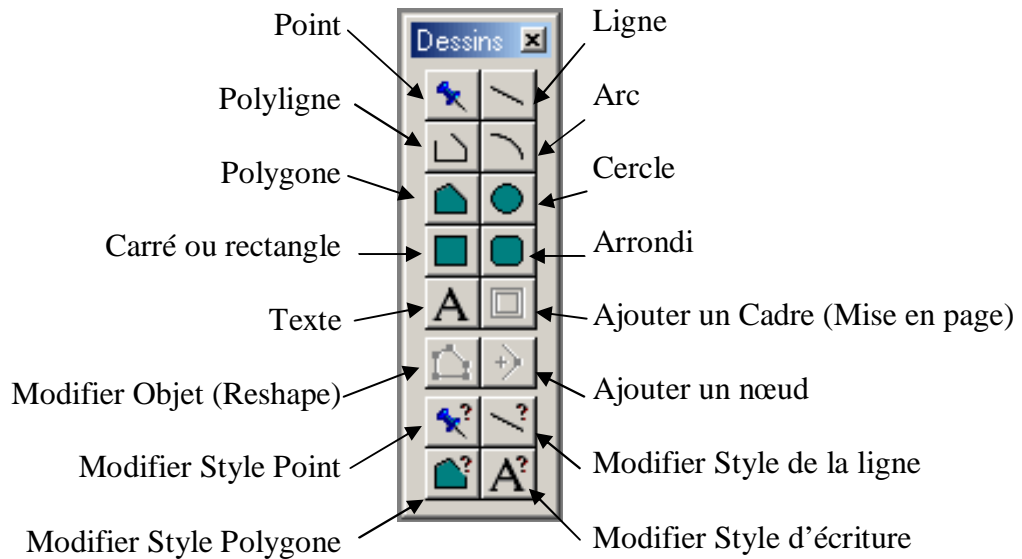 Point
Dessins
Ligne
Polyligne
Arc
Polygone
Cercle
Carré ou rectangle
Arrondi
Texte
A
Ajouter un Cadre (Mise en page)
Modifier Objet (Reshape)
Ajouter un nœud
?
?
Modifier Style Point
Modifier Style de la ligne
?
A?
Modifier Style Polygone
Modifier Style d'écriture